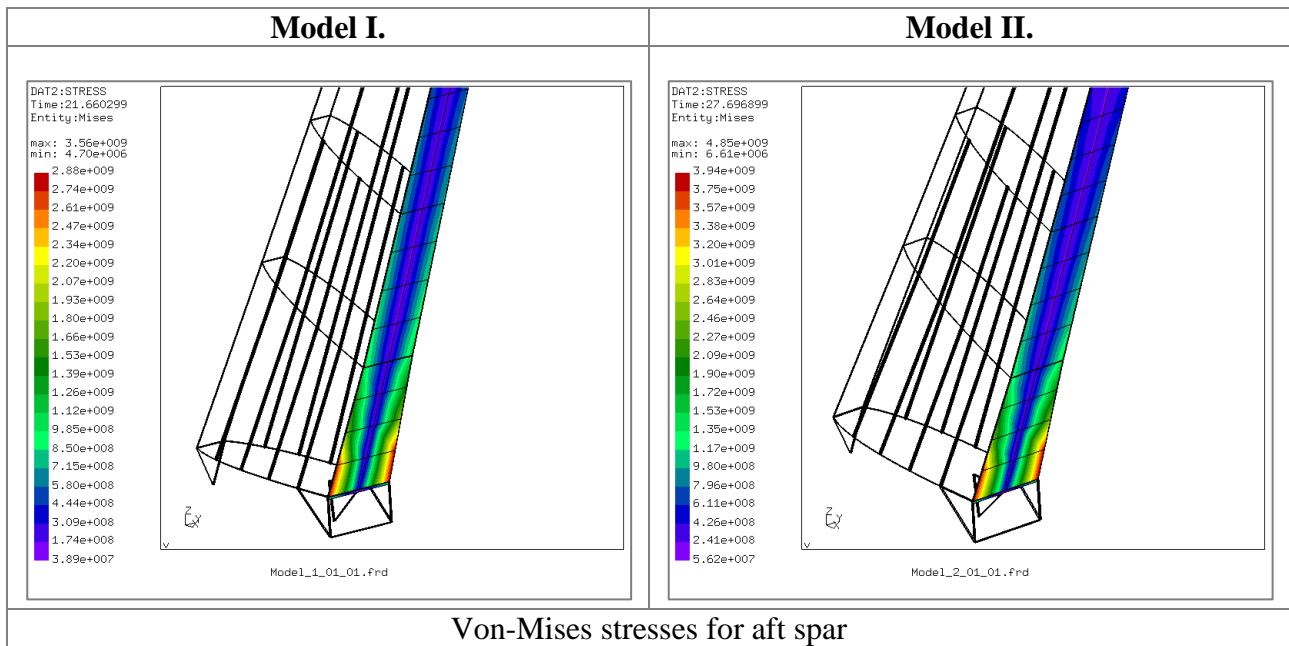 Model I.
Model II.
DAT2:STRESS
Time:21.660299
Entity:Mises
max: 3.56e+009
min: 4.70e+006
2.88e+009
2.74e+009
2.61e+009
2.47e+009
2.34e+009
2.20e+009
2.07e+009
1.93e+009
1.80e+009
1.66e+009
1.53e+009
1.39e+009
1.26e+009
1.12e+009
9.85e+008
8.50e+008
7.15e+008
5.80e+008
4.44e+008
3.09e+008
1.74e+008
3.89e+007
Z
Y
X
v
Model_1_01_01.frd
DAT2:STRESS
Time:27.696899
Entity:Mises
max: 4.85e+009
min: 6.61e+006
3.94e+009
3.75e+009
3.57e+009
3.38e+009
3.20e+009
3.01e+009
2.83e+009
2.64e+009
2.46e+009
2.27e+009
2.09e+009
1.90e+009
1.72e+009
1.53e+009
1.35e+009
1.17e+009
9.80e+008
7.96e+008
6.11e+008
4.26e+008
2.41e+008
5.62e+007
Z
Y
X
v
Model_2_01_01.frd
Von-Mises stresses for aft spar